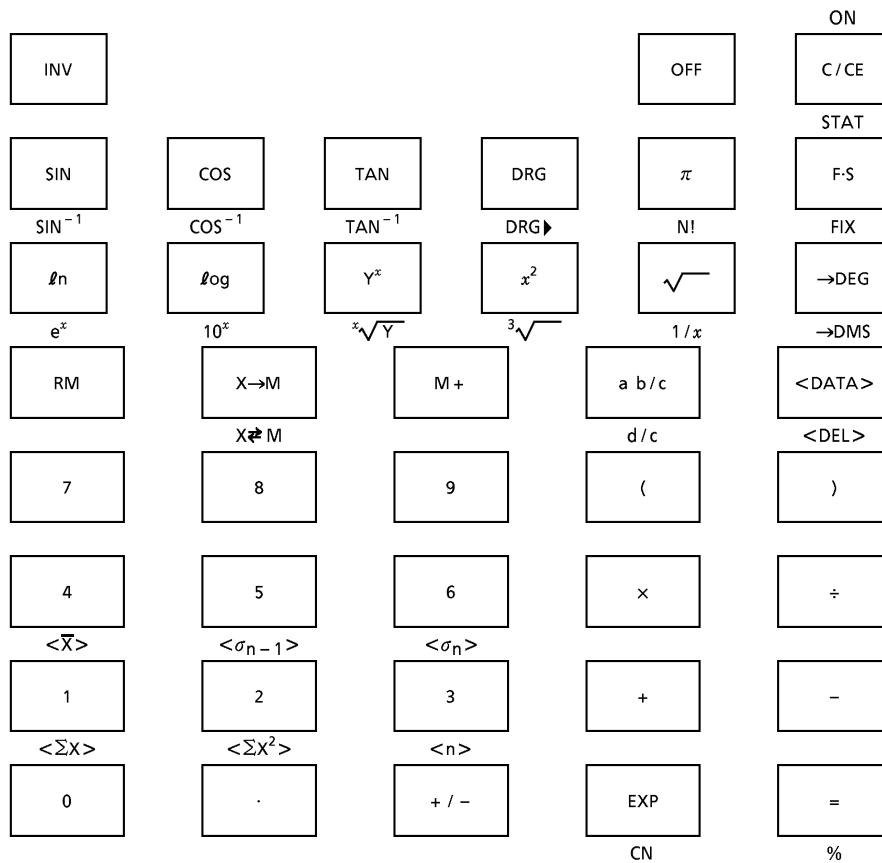 ON
INV OFF C/CE
STAT
SIN COS TAN DRG π F·S
SIN⁻¹ COS⁻¹ TAN⁻¹ DRG▶ N! FIX
ℓn ℓog Yˣ x² √ →DEG
eˣ 10ˣ ˣ√Y ³√ 1/x →DMS
RM X→M M+ a b/c <DATA>
X⇄M d/c <DEL>
7 8 9 ( )
4 5 6 × ÷
<X̅> <σn−1> <σn>
1 2 3 + −
<ΣX> <ΣX²> <n>
0 · +/− EXP =
CN %